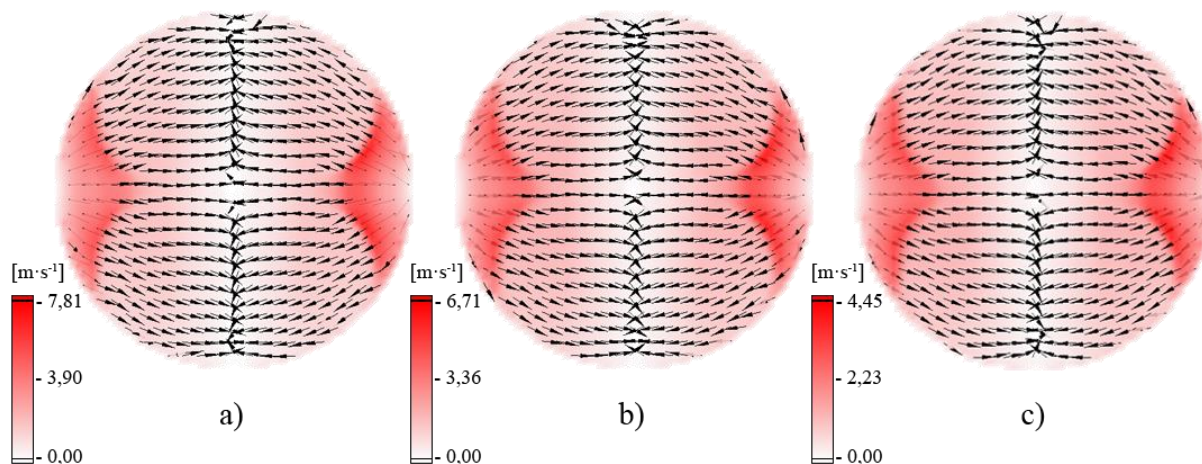 [m·s⁻¹]
7,81
3,90
0,00
a)
[m·s⁻¹]
6,71
3,36
0,00
b)
[m·s⁻¹]
4,45
2,23
0,00
c)